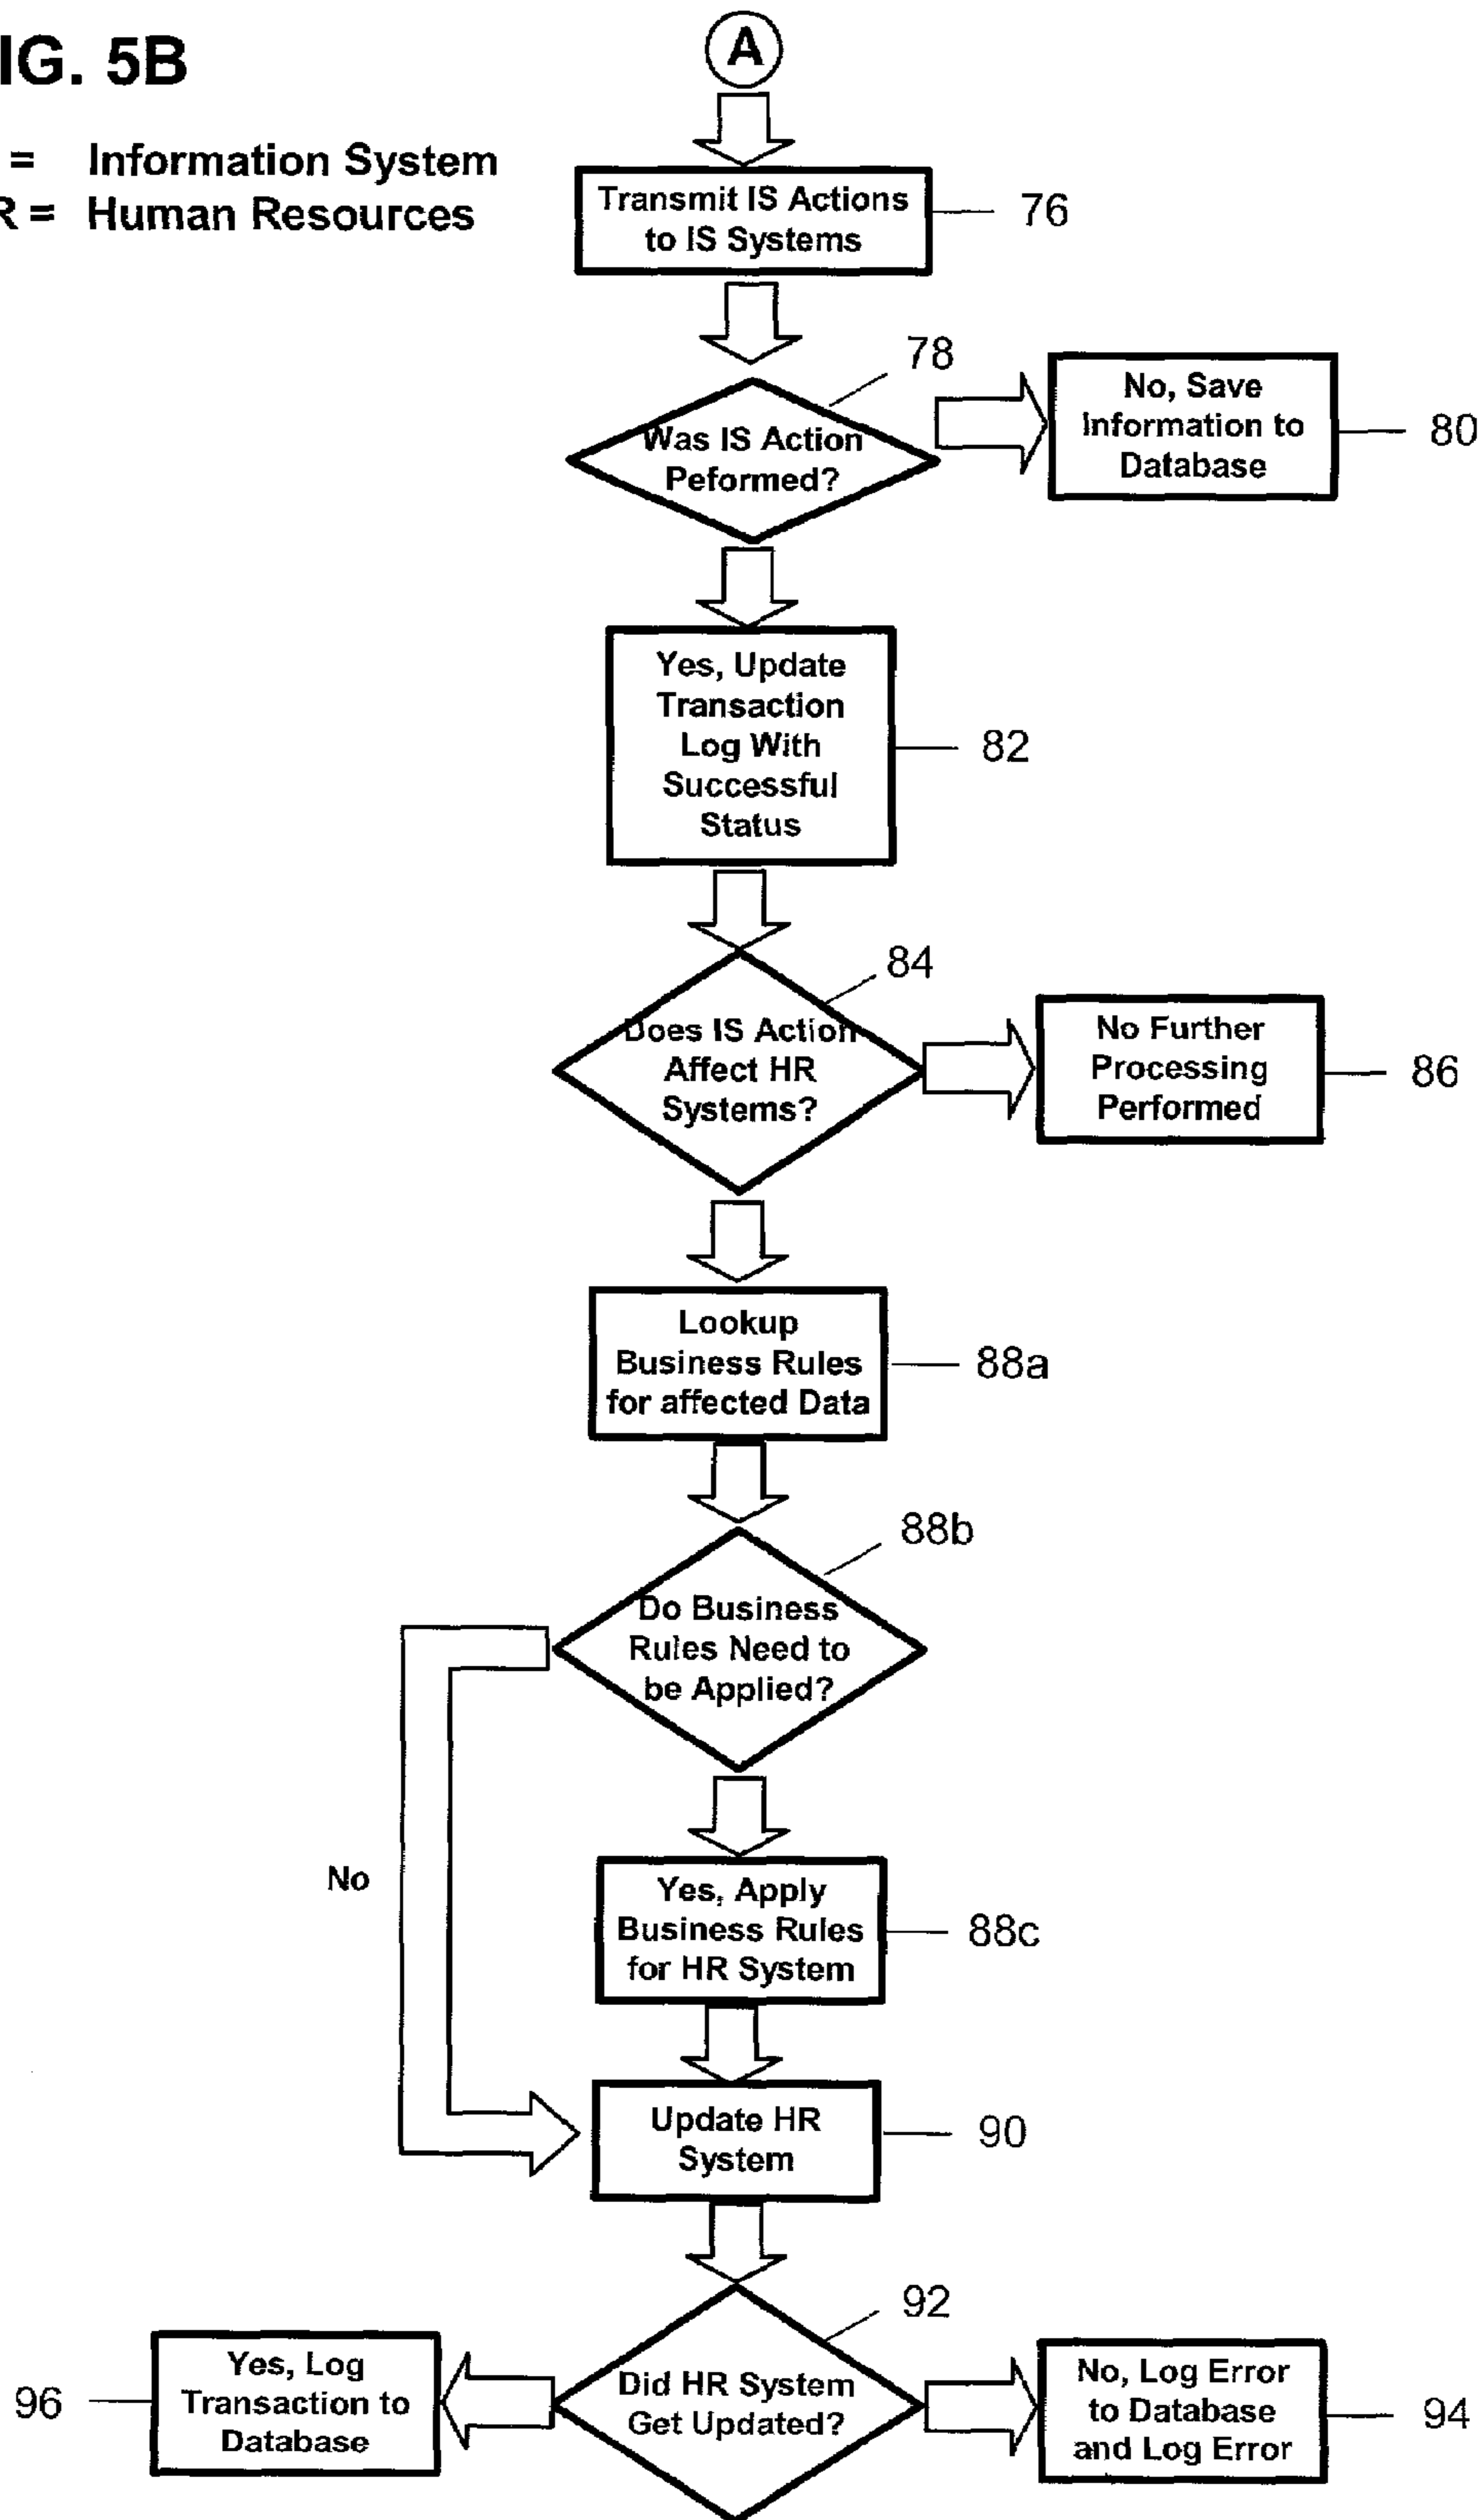 IG. 5B
A
= Information System
R = Human Resources
Transmit IS Actions
to IS Systems
76
78
Was IS Action
Peformed?
No, Save
Information to
Database
80
Yes, Update
Transaction
Log With
Successful
Status
82
84
Does IS Action
Affect HR
Systems?
No Further
Processing
Performed
86
Lookup
Business Rules
for affected Data
88a
88b
Do Business
Rules Need to
be Applied?
No
Yes, Apply
Business Rules
for HR System
88c
Update HR
System
90
92
96
Yes, Log
Transaction to
Database
Did HR System
Get Updated?
No, Log Error
to Database
and Log Error
94